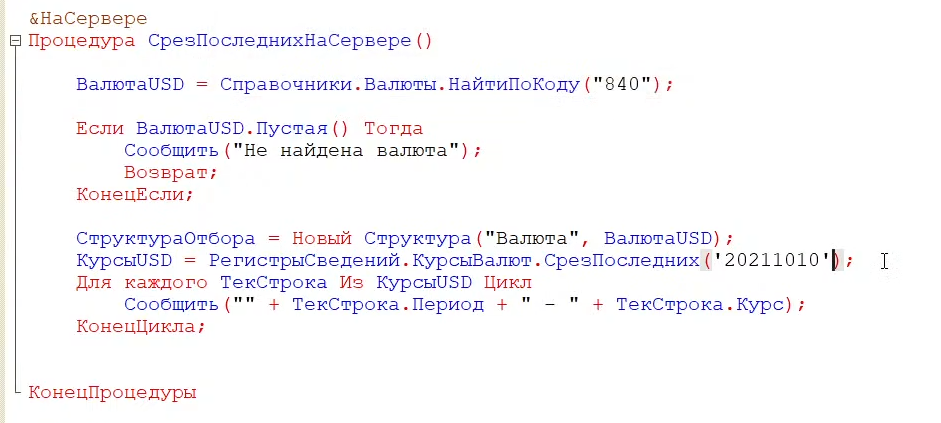 &НаСервере
Процедура СрезПоследнихНаСервере()
ВалютаUSD = Справочники.Валюты.НайтиПоКоду("840");
Если ВалютаUSD.Пустая() Тогда
Сообщить("Не найдена валюта");
Возврат;
КонецЕсли;
СтруктураОтбора = Новый Структура("Валюта", ВалютаUSD);
КурсыUSD = РегистрыСведений.КурсыВалют.СрезПоследних('20211010');
Для каждого ТекСтрока Из КурсыUSD Цикл
Сообщить("" + ТекСтрока.Период + " - " + ТекСтрока.Курс);
КонецЦикла;
КонецПроцедуры